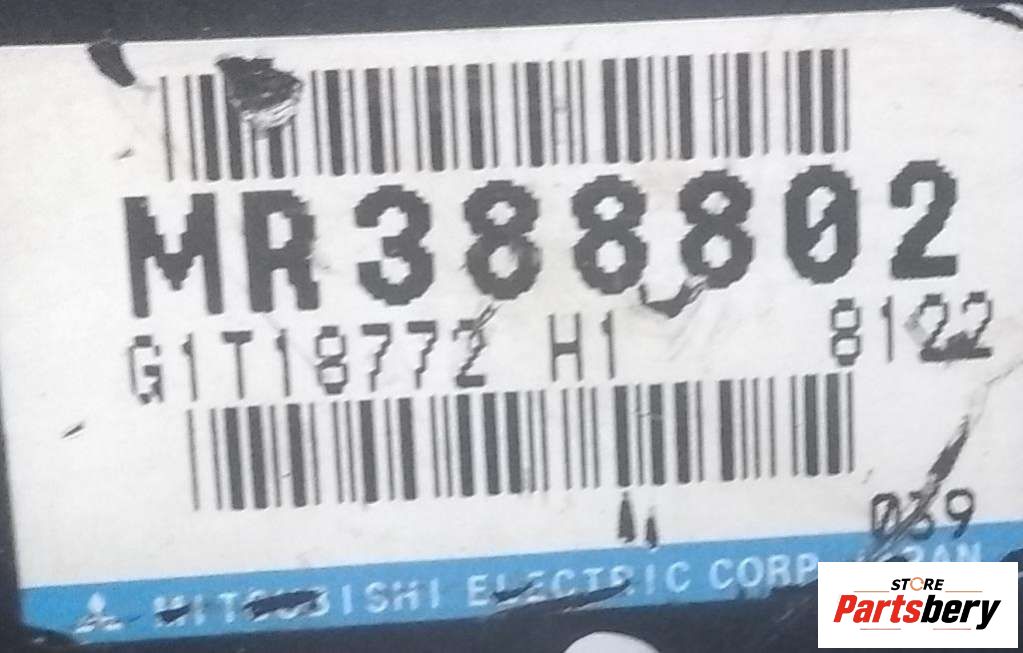 MR388802
G1T18772 H1 8122
039
MITSUBISHI ELECTRIC CORP. JAPAN
STORE
Partsbery